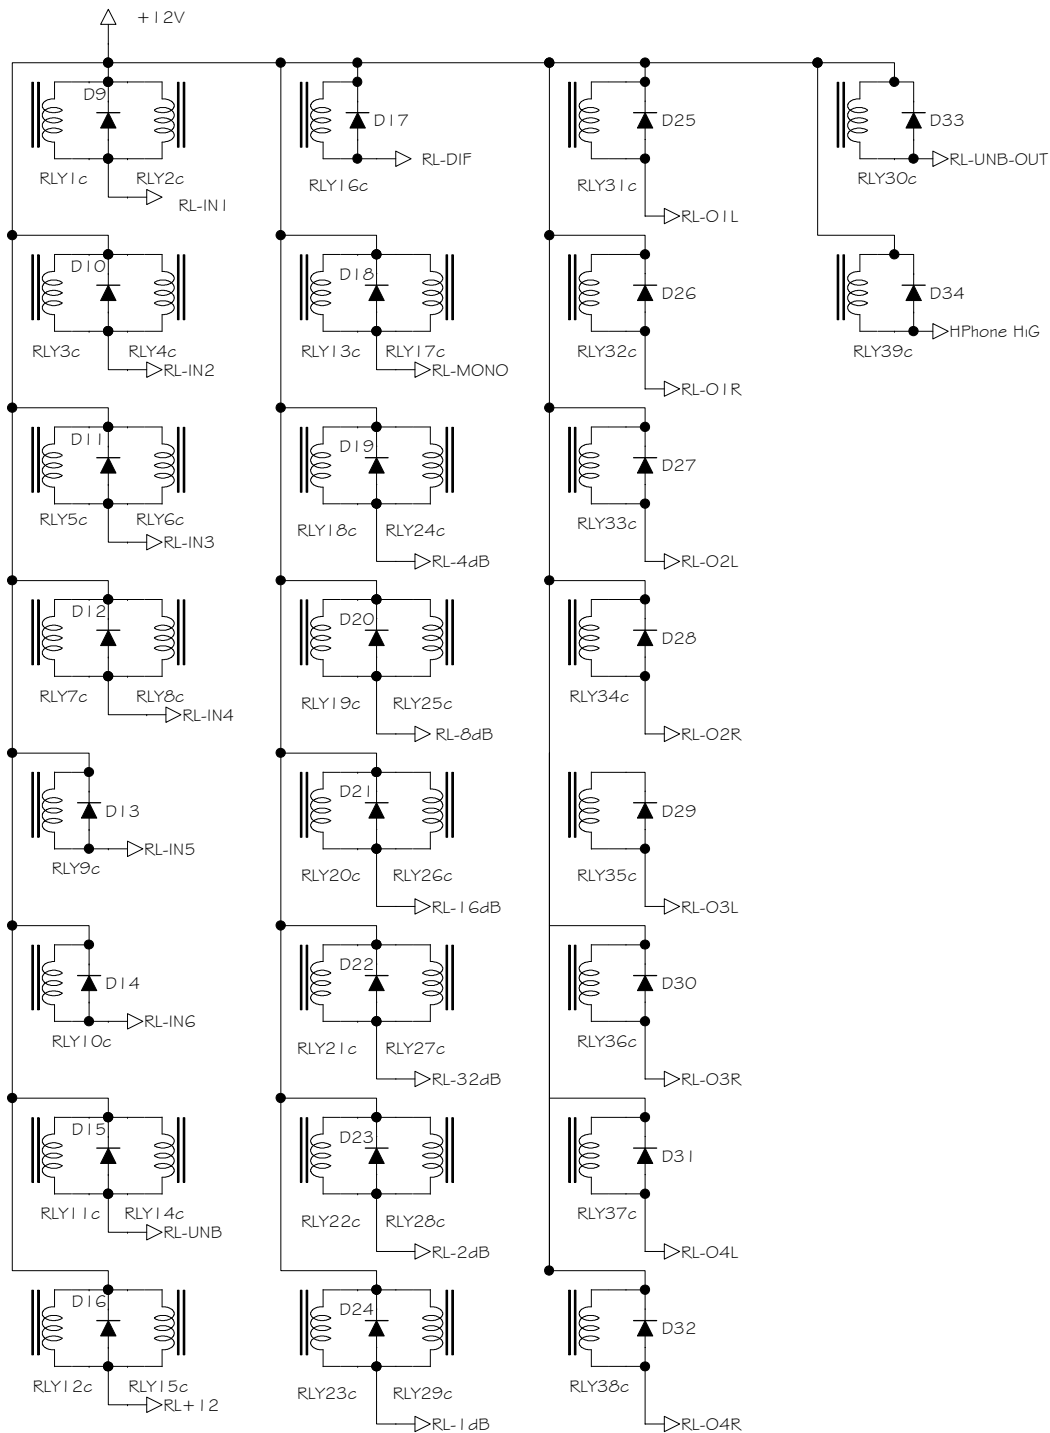 +12V
D9
RLY1c RLY2c
RL-IN1
D10
RLY3c RLY4c
RL-IN2
D11
RLY5c RLY6c
RL-IN3
D12
RLY7c RLY8c
RL-IN4
D13
RL-IN5
RLY9c
D14
RL-IN6
RLY10c
D15
RLY11c RLY14c
RL-UNB
D16
RLY12c RLY15c
RL+12
D17
RL-DIF
RLY16c
D18
RLY13c RLY17c
RL-MONO
D19
RLY18c RLY24c
RL-4dB
D20
RLY19c RLY25c
RL-8dB
D21
RLY20c RLY26c
RL-16dB
D22
RLY21c RLY27c
RL-32dB
D23
RLY22c RLY28c
RL-2dB
D24
RLY23c RLY29c
RL-1dB
D25
RLY31c
RL-O1L
D26
RLY32c
RL-O1R
D27
RLY33c
RL-O2L
D28
RLY34c
RL-O2R
D29
RLY35c
RL-O3L
D30
RLY36c
RL-O3R
D31
RLY37c
RL-O4L
D32
RLY38c
RL-O4R
D33
RL-UNB-OUT
RLY30c
D34
HPhone HiG
RLY39c